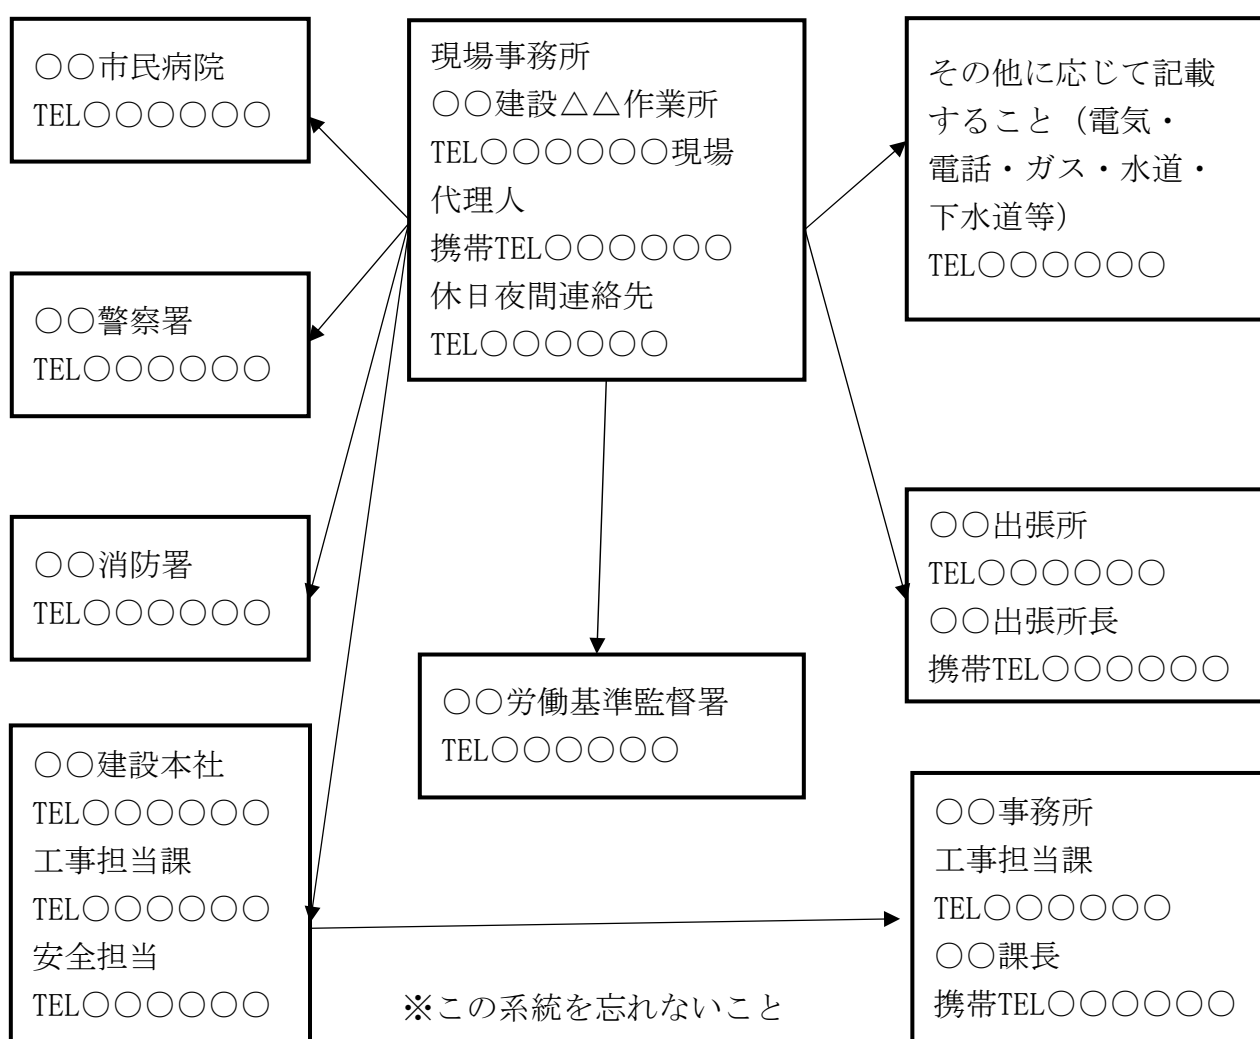 ○○市民病院
TEL○○○○○○
現場事務所
○○建設△△作業所
TEL○○○○○○現場
代理人
携帯TEL○○○○○○
休日夜間連絡先
TEL○○○○○○
その他に応じて記載
すること（電気・
電話・ガス・水道・
下水道等）
TEL○○○○○○
○○警察署
TEL○○○○○○
○○消防署
TEL○○○○○○
○○出張所
TEL○○○○○○
○○出張所長
携帯TEL○○○○○○
○○労働基準監督署
TEL○○○○○○
○○建設本社
TEL○○○○○○
工事担当課
TEL○○○○○○
安全担当
TEL○○○○○○
○○事務所
工事担当課
TEL○○○○○○
○○課長
携帯TEL○○○○○○
※この系統を忘れないこと